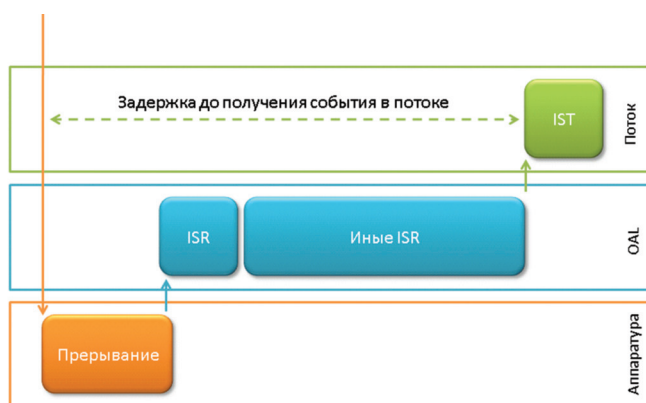 Задержка до получения события в потоке
IST
Поток
ISR
Иные ISR
OAL
Прерывание
Аппаратура